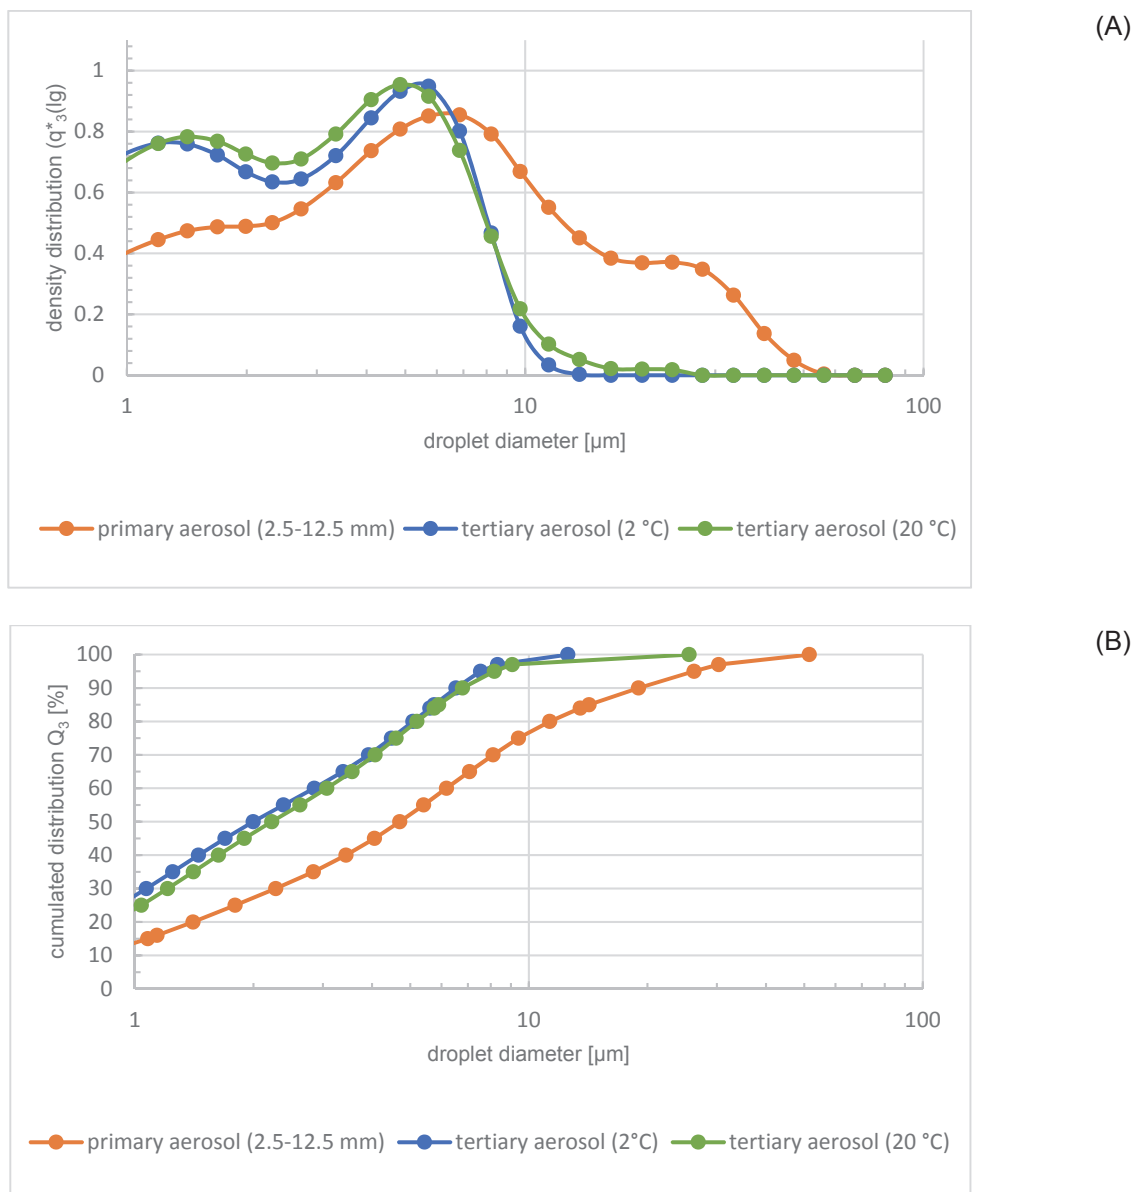 (A)
density distribution (q*3(lg)
1
0.8
0.6
0.4
0.2
0
1 10 100
droplet diameter [µm]
primary aerosol (2.5-12.5 mm) tertiary aerosol (2 °C) tertiary aerosol (20 °C)
(B)
cumulated distribution Q3 [%]
100
90
80
70
60
50
40
30
20
10
0
1 10 100
droplet diameter [µm]
primary aerosol (2.5-12.5 mm) tertiary aerosol (2°C) tertiary aerosol (20 °C)